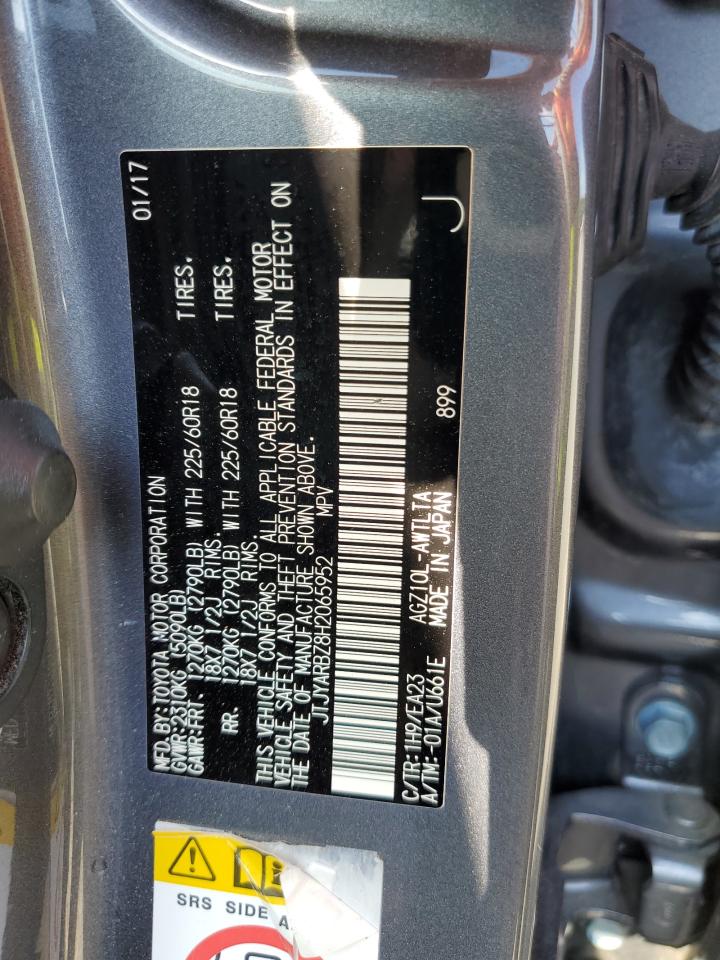 MFD.BY:TOYOTA MOTOR CORPORATION 01/17
GVWR:2310KG (5090LB)
GAWR:FRT. 1270KG (2790LB) WITH 225/60R18 TIRES.
18X7 1/2J RIMS.
RR. 1270KG (2790LB) WITH 225/60R18 TIRES.
18X7 1/2J RIMS.
THIS VEHICLE CONFORMS TO ALL APPLICABLE FEDERAL MOTOR
VEHICLE SAFETY AND THEFT PREVENTION STANDARDS IN EFFECT ON
THE DATE OF MANUFACTURE SHOWN ABOVE.
JTJYARBZ8H2065952 MPV
C/TR:1H9/EA23 AGZ10L-AWTLTA 899 J
A/TM:-01A/U661E MADE IN JAPAN
SRS SIDE